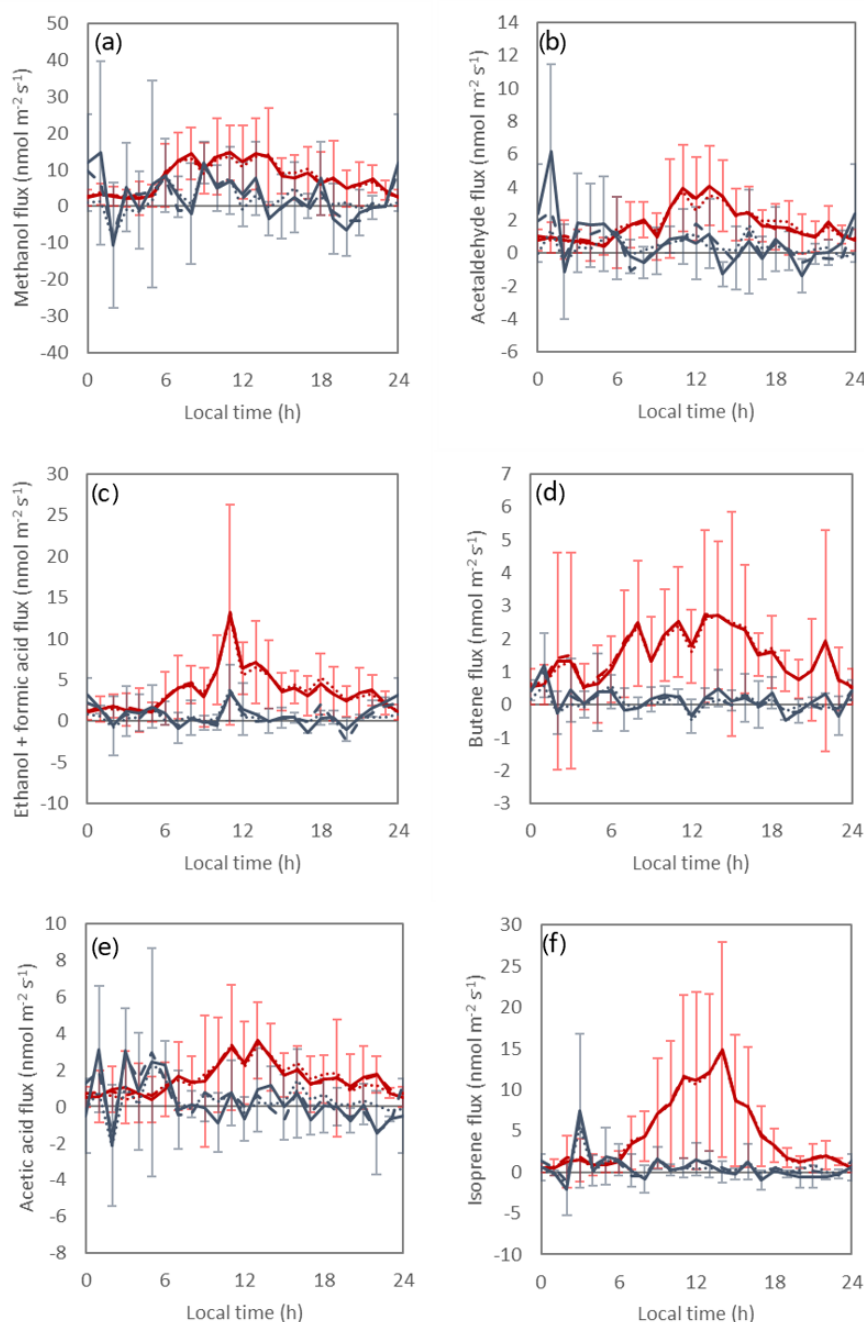 (a)
Methanol flux (nmol m⁻² s⁻¹)
50
40
30
20
10
0
-10
-20
-30
-40
0 6 12 18 24
Local time (h)
(b)
Acetaldehyde flux (nmol m⁻² s⁻¹)
14
12
10
8
6
4
2
0
-2
-4
-6
0 6 12 18 24
Local time (h)
(c)
Ethanol + formic acid flux (nmol m⁻² s⁻¹)
30
25
20
15
10
5
0
-5
-10
0 6 12 18 24
Local time (h)
(d)
Butene flux (nmol m⁻² s⁻¹)
7
6
5
4
3
2
1
0
-1
-2
-3
0 6 12 18 24
Local time (h)
(e)
Acetic acid flux (nmol m⁻² s⁻¹)
10
8
6
4
2
0
-2
-4
-6
-8
0 6 12 18 24
Local time (h)
(f)
Isoprene flux (nmol m⁻² s⁻¹)
30
25
20
15
10
5
0
-5
-10
0 6 12 18 24
Local time (h)